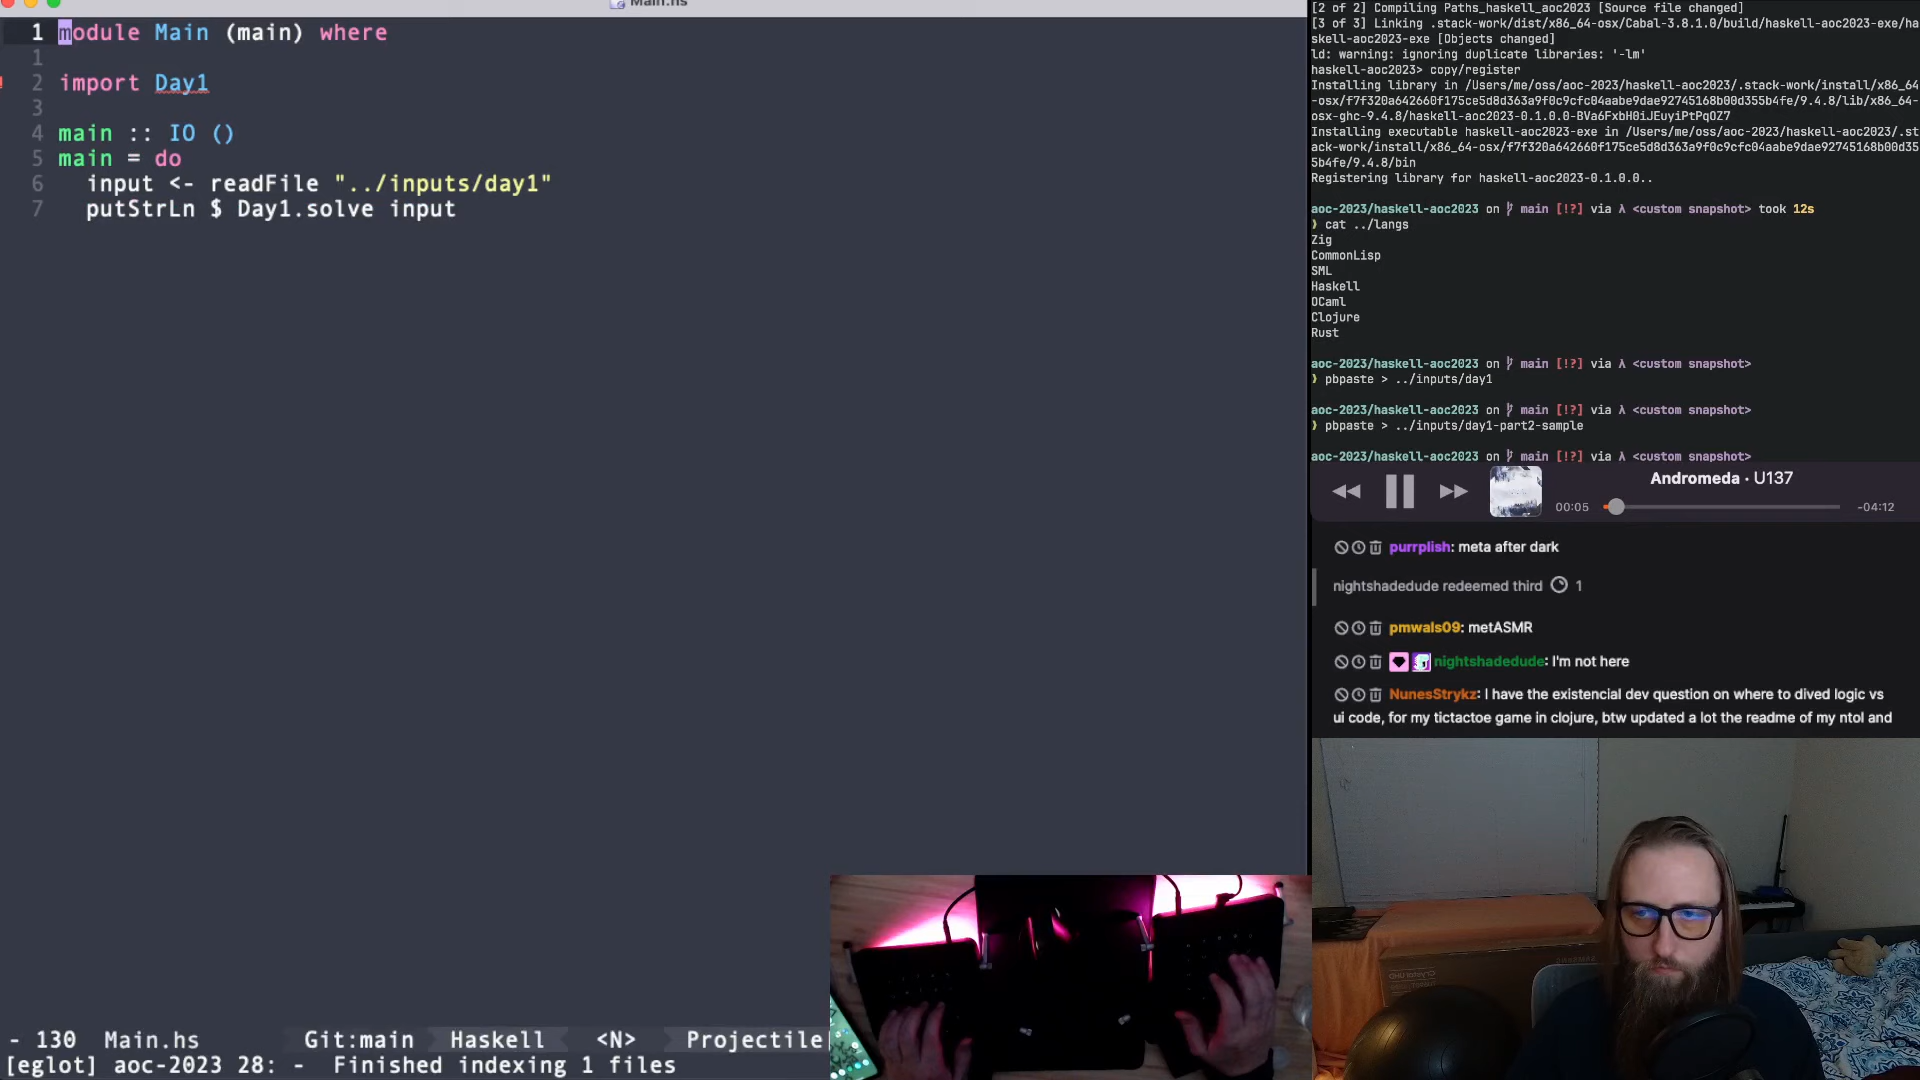 Main.hs
1 module Main (main) where
1
2 import Day1
3
4 main :: IO ()
5 main = do
6 input <- readFile "../inputs/day1"
7 putStrLn $ Day1.solve input
- 130 Main.hs Git:main Haskell <N> Projectile
[eglot] aoc-2023 28: - Finished indexing 1 files
[2 of 2] Compiling Paths_haskell_aoc2023 [Source file changed]
[3 of 3] Linking .stack-work/dist/x86_64-osx/Cabal-3.8.1.0/build/haskell-aoc2023-exe/ha
skell-aoc2023-exe [Objects changed]
ld: warning: ignoring duplicate libraries: '-lm'
haskell-aoc2023> copy/register
Installing library in /Users/me/oss/aoc-2023/haskell-aoc2023/.stack-work/install/x86_64
-osx/f7f320a642660f175ce5d8d363a9f0c9cfc04aabe9dae92745168b00d355b4fe/9.4.8/lib/x86_64-
osx-ghc-9.4.8/haskell-aoc2023-0.1.0.0-BVa6FxbH0iJEuyiPtPqOZ7
Installing executable haskell-aoc2023-exe in /Users/me/oss/aoc-2023/haskell-aoc2023/.st
ack-work/install/x86_64-osx/f7f320a642660f175ce5d8d363a9f0c9cfc04aabe9dae92745168b00d35
5b4fe/9.4.8/bin
Registering library for haskell-aoc2023-0.1.0.0..
aoc-2023/haskell-aoc2023 on main [!?] via λ <custom snapshot> took 12s
❯ cat ../langs
Zig
CommonLisp
SML
Haskell
OCaml
Clojure
Rust
aoc-2023/haskell-aoc2023 on main [!?] via λ <custom snapshot>
❯ pbpaste > ../inputs/day1
aoc-2023/haskell-aoc2023 on main [!?] via λ <custom snapshot>
❯ pbpaste > ../inputs/day1-part2-sample
aoc-2023/haskell-aoc2023 on main [!?] via λ <custom snapshot>
Andromeda · U137
00:05 -04:12
purrplish: meta after dark
nightshadedude redeemed third 1
pmwals09: metASMR
nightshadedude: I'm not here
NunesStrykz: I have the existencial dev question on where to dived logic vs
ui code, for my tictactoe game in clojure, btw updated a lot the readme of my ntol and